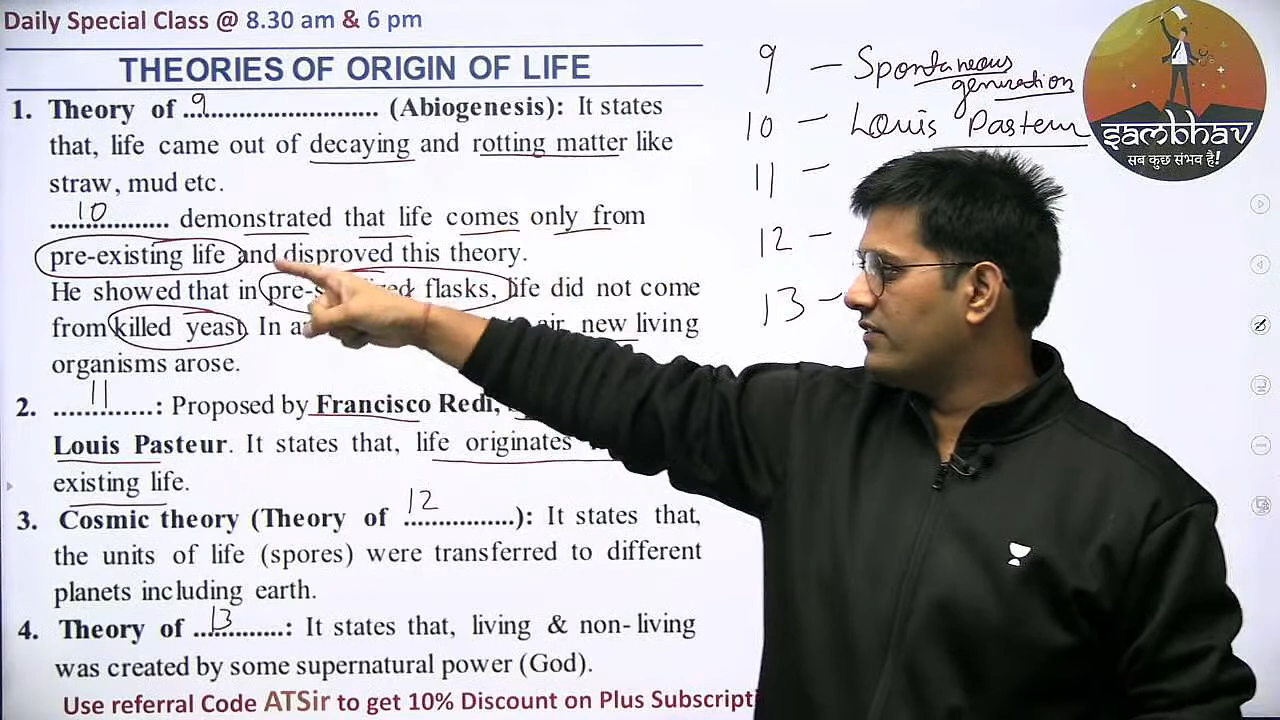 Daily Special Class @ 8.30 am & 6 pm
THEORIES OF ORIGIN OF LIFE
1. Theory of ..9............................. (Abiogenesis): It states
that, life came out of decaying and rotting matter like
straw, mud etc.
10
.................. demonstrated that life comes only from
pre-existing life and disproved this theory.
He showed that in flasks, life did not come
from killed yeast. In air, new living
organisms arose.
11
2. ..............: Proposed by Francisco Redi,
Louis Pasteur. It states that, life originates
existing life.
12
3. Cosmic theory (Theory of ................): It states that,
the units of life (spores) were transferred to different
planets including earth.
13
4. Theory of .............: It states that, living & non-living
was created by some supernatural power (God).
Use referral Code ATSir to get 10% Discount on Plus
9 - Spontaneous
generation
10 - Louis Pasteur
11 -
12 -
13 -
sambhav
सब कुछ संभव है!